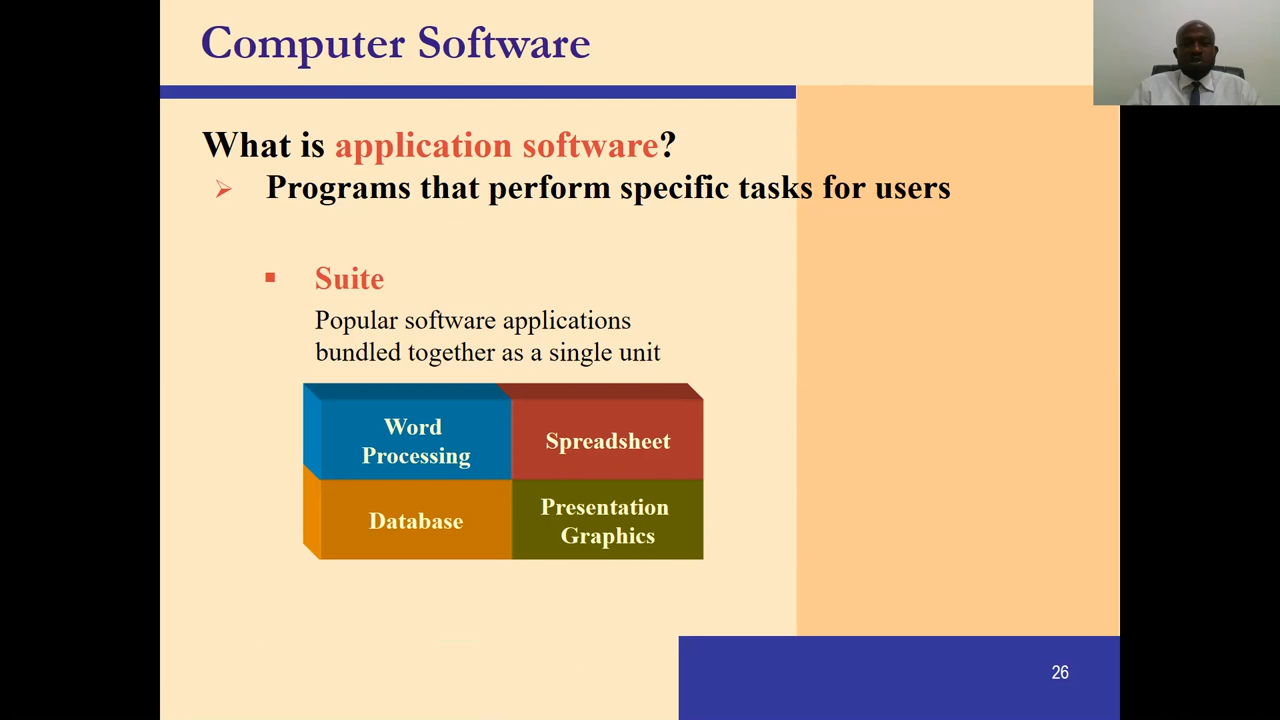 Computer Software
What is application software?
Programs that perform specific tasks for users
Suite
Popular software applications
bundled together as a single unit
Word
Processing
Spreadsheet
Database
Presentation
Graphics
26